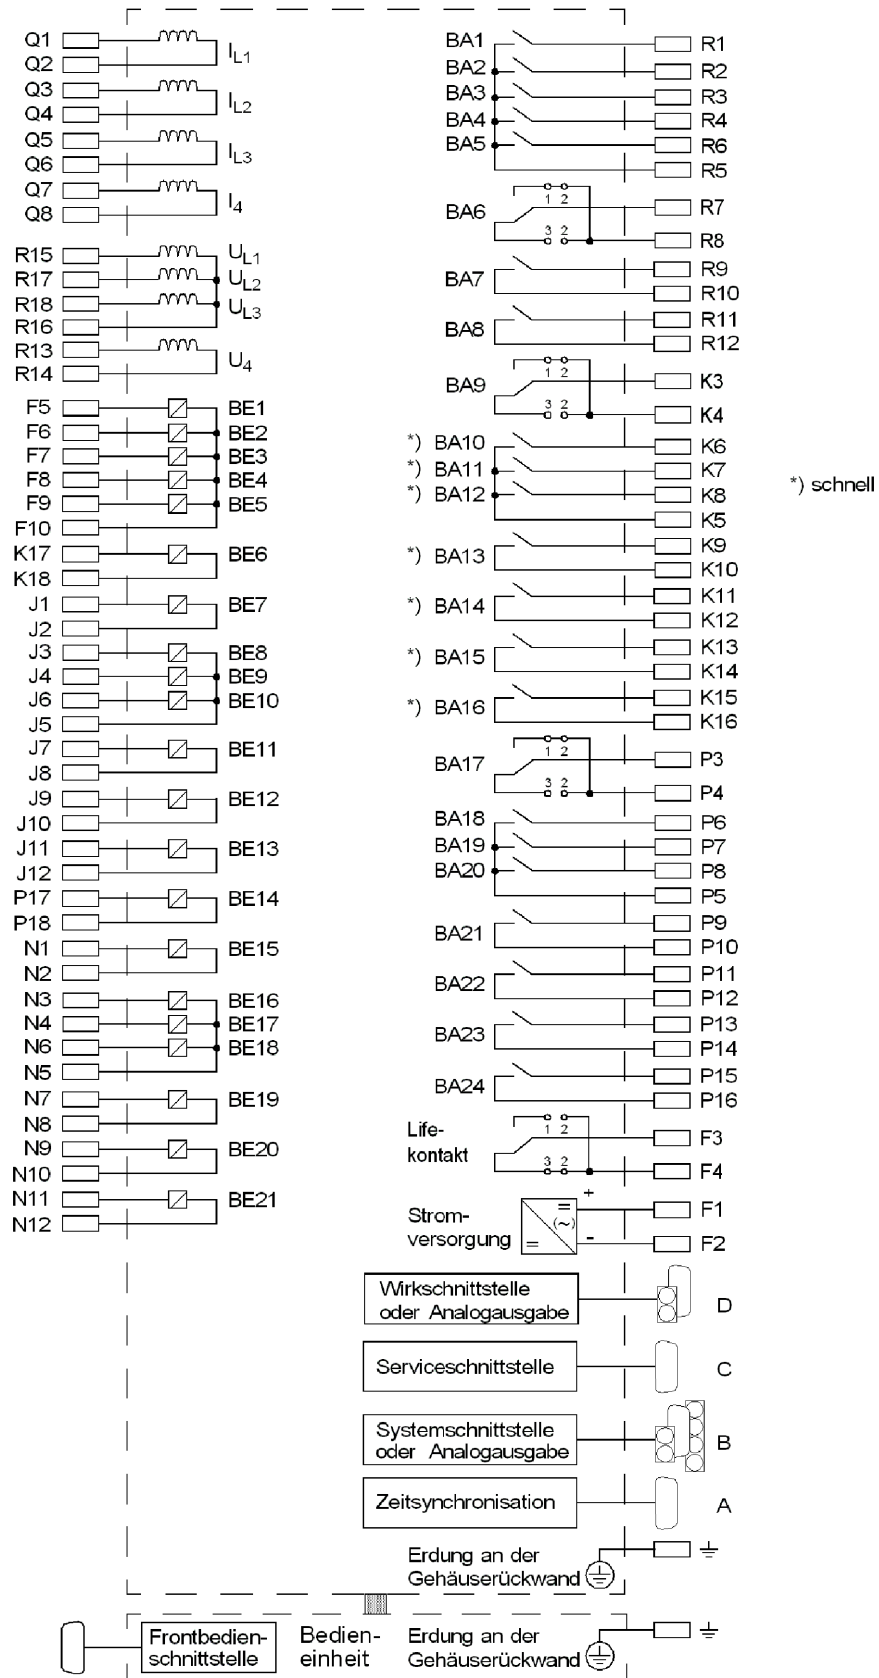 Q1
Q2
I_L1
Q3
Q4
I_L2
Q5
Q6
I_L3
Q7
Q8
I_4
R15
U_L1
R17
U_L2
R18
U_L3
R16
R13
R14
U_4
F5
BE1
F6
BE2
F7
BE3
F8
BE4
F9
BE5
F10
K17
BE6
K18
J1
BE7
J2
J3
BE8
J4
BE9
J6
BE10
J5
J7
BE11
J8
J9
BE12
J10
J11
BE13
J12
P17
BE14
P18
N1
BE15
N2
N3
BE16
N4
BE17
N6
BE18
N5
N7
BE19
N8
N9
BE20
N10
N11
BE21
N12
BA1
R1
BA2
R2
BA3
R3
BA4
R4
BA5
R6
R5
BA6
1 2
3 2
R7
R8
BA7
R9
R10
BA8
R11
R12
BA9
1 2
3 2
K3
K4
*) BA10
K6
*) BA11
K7
*) BA12
K8
*) schnell
K5
*) BA13
K9
K10
*) BA14
K11
K12
*) BA15
K13
K14
*) BA16
K15
K16
BA17
1 2
3 2
P3
P4
BA18
P6
BA19
P7
BA20
P8
P5
BA21
P9
P10
BA22
P11
P12
BA23
P13
P14
BA24
P15
P16
Life-
kontakt
1 2
3 2
F3
F4
Strom-
versorgung
=
(~)
=
+
-
F1
F2
Wirkschnittstelle
oder Analogausgabe
D
Serviceschnittstelle
C
Systemschnittstelle
oder Analogausgabe
B
Zeitsynchronisation
A
Erdung an der
Gehäuserückwand
Frontbedien-
schnittstelle
Bedien-
einheit
Erdung an der
Gehäuserückwand